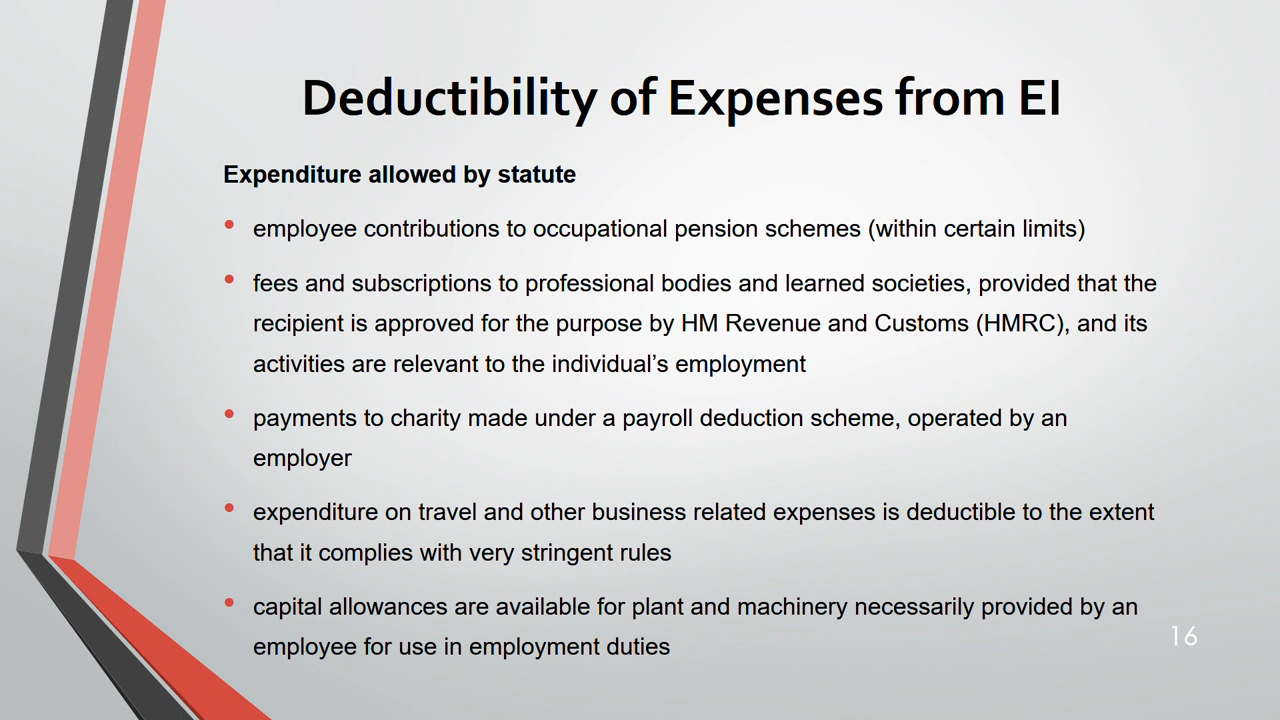 Deductibility of Expenses from EI
Expenditure allowed by statute
• employee contributions to occupational pension schemes (within certain limits)
• fees and subscriptions to professional bodies and learned societies, provided that the
recipient is approved for the purpose by HM Revenue and Customs (HMRC), and its
activities are relevant to the individual’s employment
• payments to charity made under a payroll deduction scheme, operated by an
employer
• expenditure on travel and other business related expenses is deductible to the extent
that it complies with very stringent rules
• capital allowances are available for plant and machinery necessarily provided by an
employee for use in employment duties
16